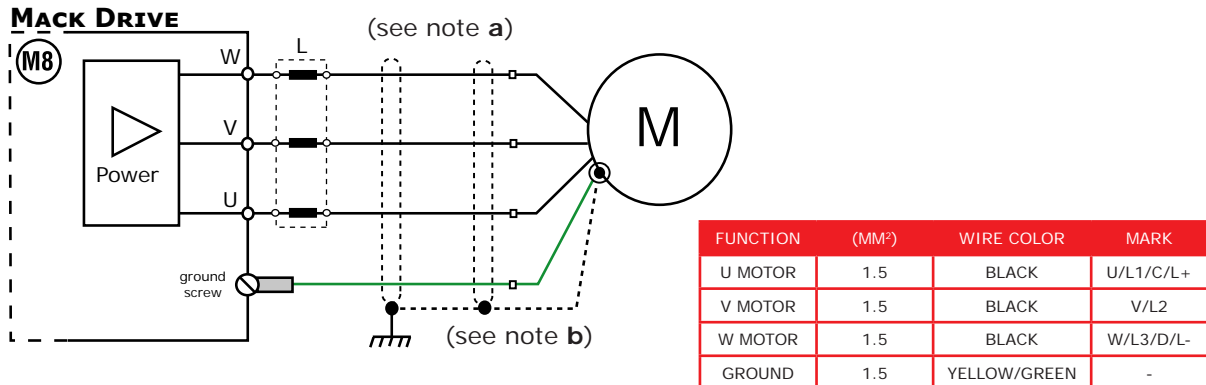 MACK DRIVE
M8
W
L
(see note a)
V
M
Power
U
ground
screw
(see note b)
FUNCTION (MM²) WIRE COLOR MARK
U MOTOR 1.5 BLACK U/L1/C/L+
V MOTOR 1.5 BLACK V/L2
W MOTOR 1.5 BLACK W/L3/D/L-
GROUND 1.5 YELLOW/GREEN -